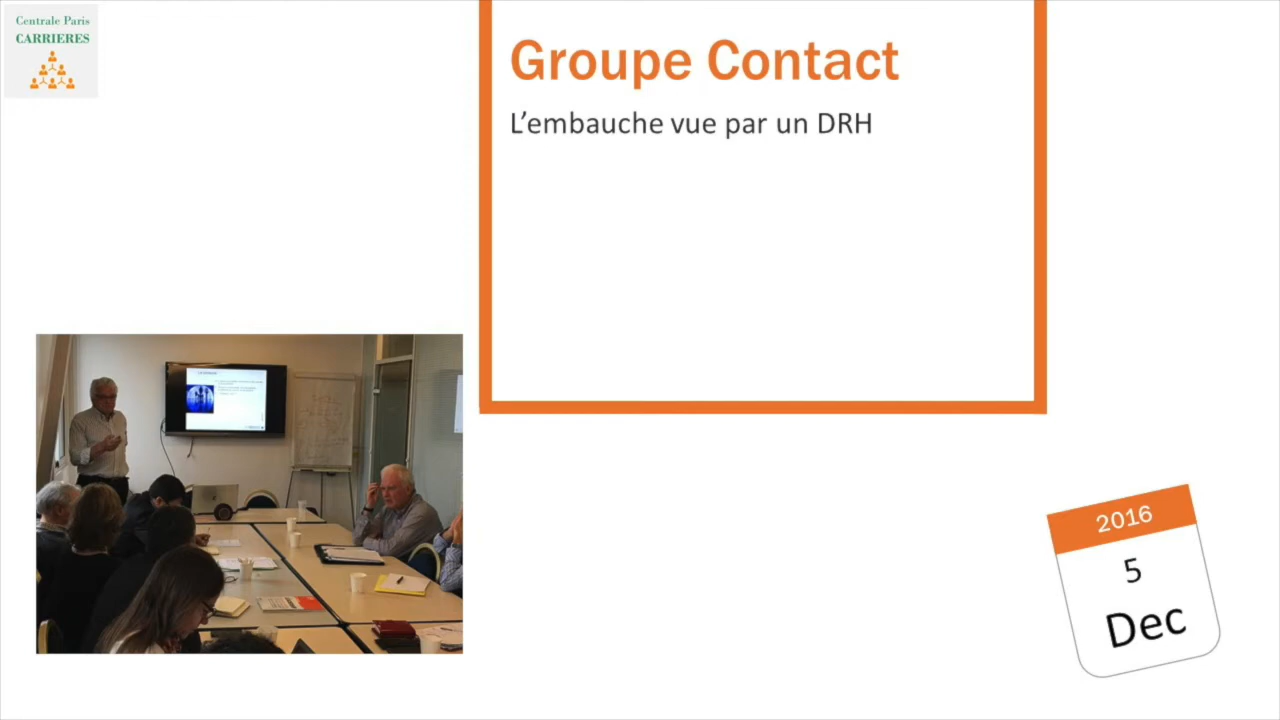 Centrale Paris
CARRIERES
Groupe Contact
L’embauche vue par un DRH
2016
5
Dec